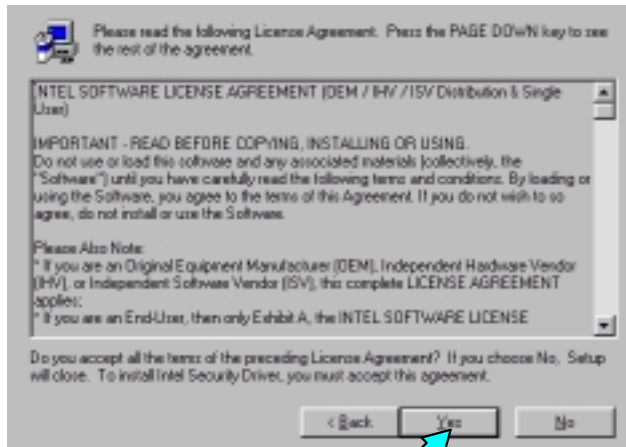 Please read the following License Agreement. Press the PAGE DOWN key to see
the rest of the agreement.
INTEL SOFTWARE LICENSE AGREEMENT (OEM / IHV / ISV Distribution & Single
User)
IMPORTANT - READ BEFORE COPYING, INSTALLING OR USING.
Do not use or load this software and any associated materials (collectively, the
"Software") until you have carefully read the following terms and conditions. By loading or
using the Software, you agree to the terms of this Agreement. If you do not wish to so
agree, do not install or use the Software.
Please Also Note:
* If you are an Original Equipment Manufacturer (OEM), Independent Hardware Vendor
(IHV), or Independent Software Vendor (ISV), this complete LICENSE AGREEMENT
applies;
* If you are an End-User, then only Exhibit A, the INTEL SOFTWARE LICENSE
Do you accept all the terms of the preceding License Agreement? If you choose No, Setup
will close. To install Intel Security Driver, you must accept this agreement.
< Back Yes No